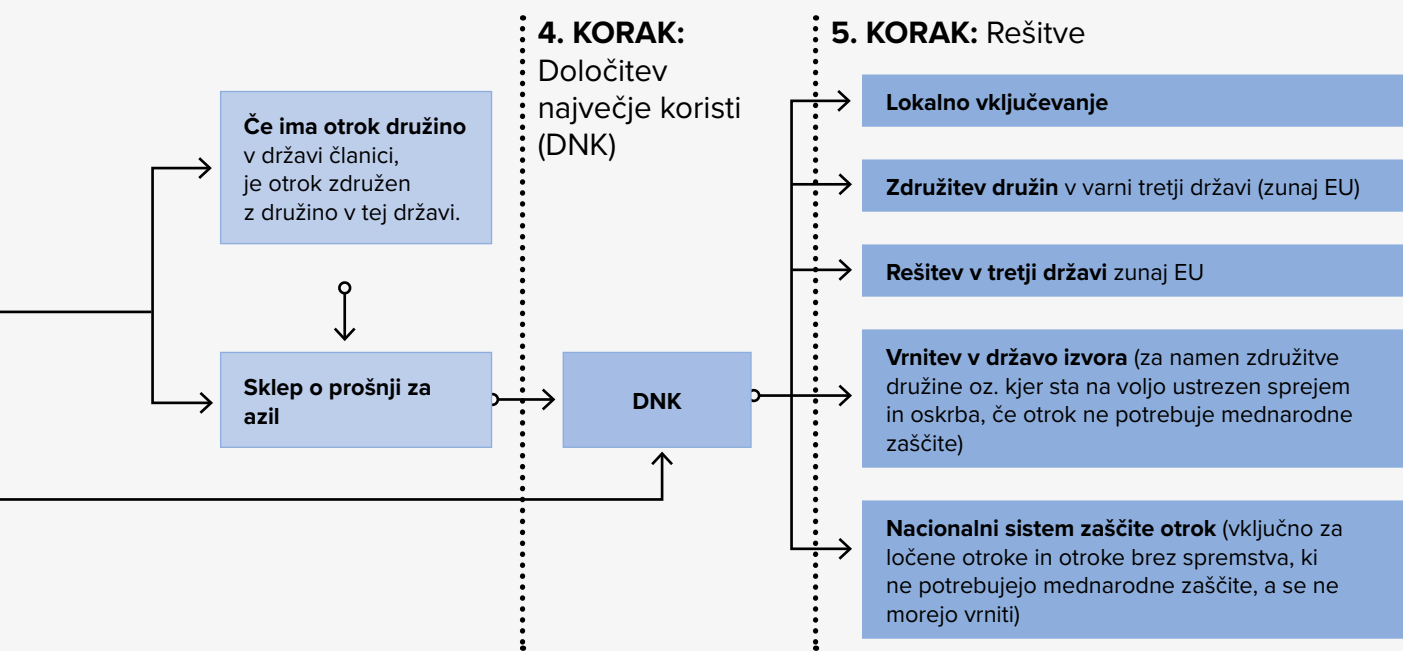 Če ima otrok družino
v državi članici,
je otrok združen
z družino v tej državi.
Sklep o prošnji za
azil
4. KORAK:
Določitev
največje koristi
(DNK)
DNK
5. KORAK: Rešitve
Lokalno vključevanje
Združitev družin v varni tretji državi (zunaj EU)
Rešitev v tretji državi zunaj EU
Vrnitev v državo izvora (za namen združitve
družine oz. kjer sta na voljo ustrezen sprejem
in oskrba, če otrok ne potrebuje mednarodne
zaščite)
Nacionalni sistem zaščite otrok (vključno za
ločene otroke in otroke brez spremstva, ki
ne potrebujejo mednarodne zaščite, a se ne
morejo vrniti)